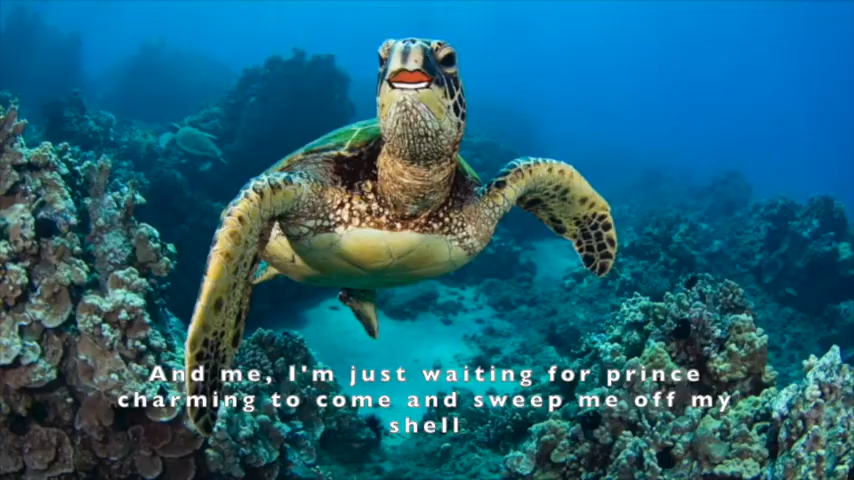 And me, I'm just waiting for prince
charming to come and sweep me off my
shell